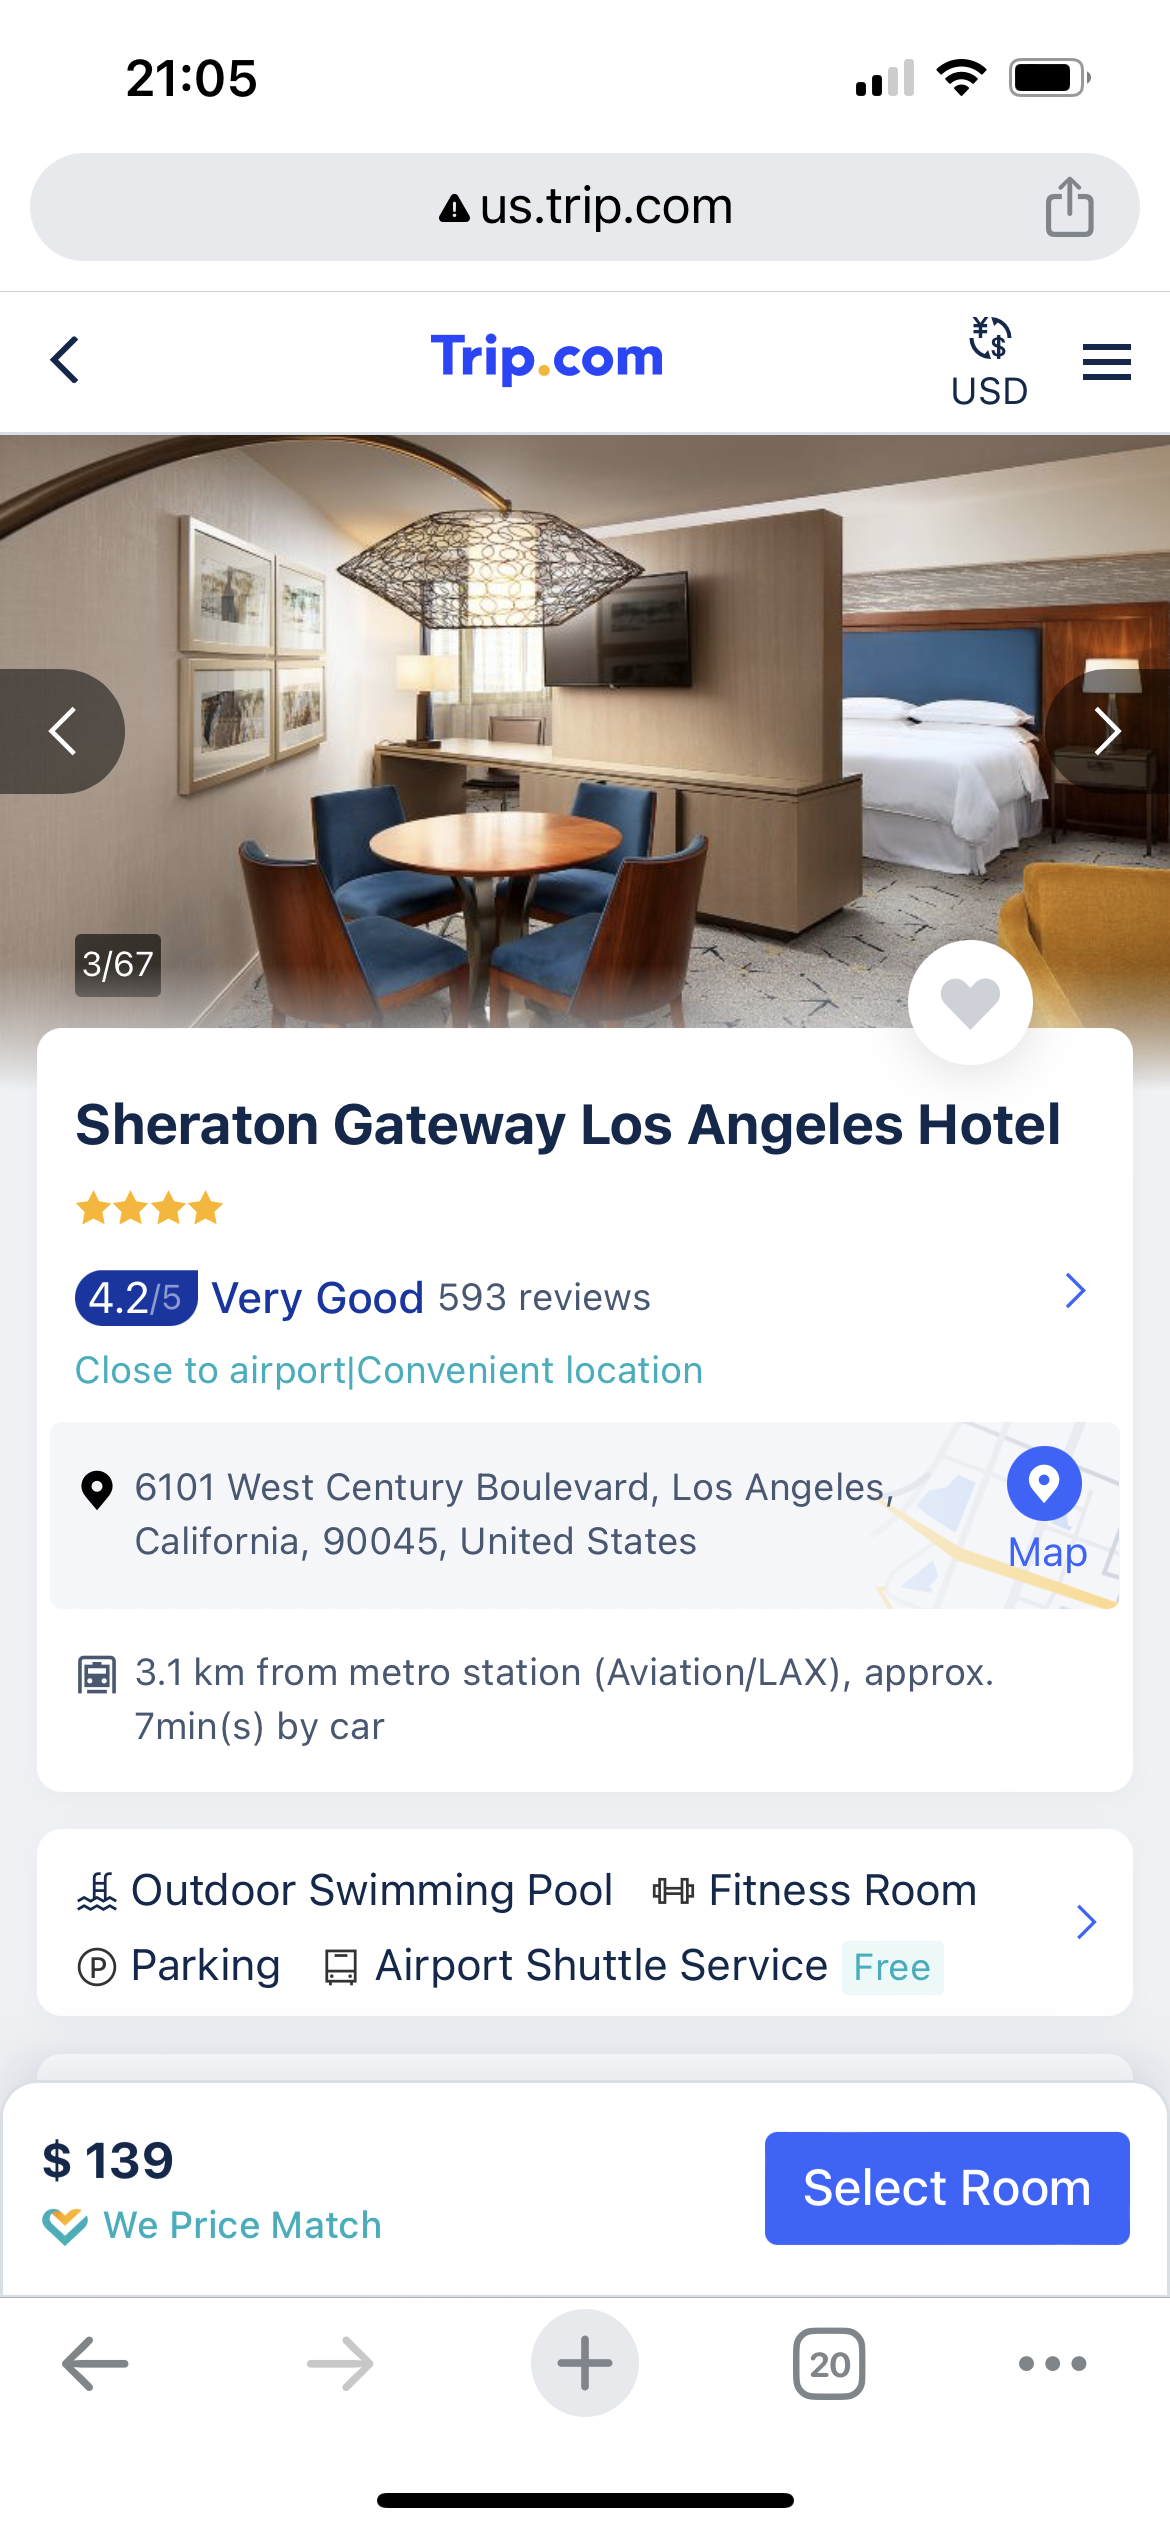 21:05
us.trip.com
Trip.com
¥ $
USD
3/67
Sheraton Gateway Los Angeles Hotel
4.2/5 Very Good 593 reviews
Close to airport|Convenient location
6101 West Century Boulevard, Los Angeles,
California, 90045, United States
Map
3.1 km from metro station (Aviation/LAX), approx.
7min(s) by car
Outdoor Swimming Pool Fitness Room
P Parking Airport Shuttle Service Free
$ 139
We Price Match
Select Room
20